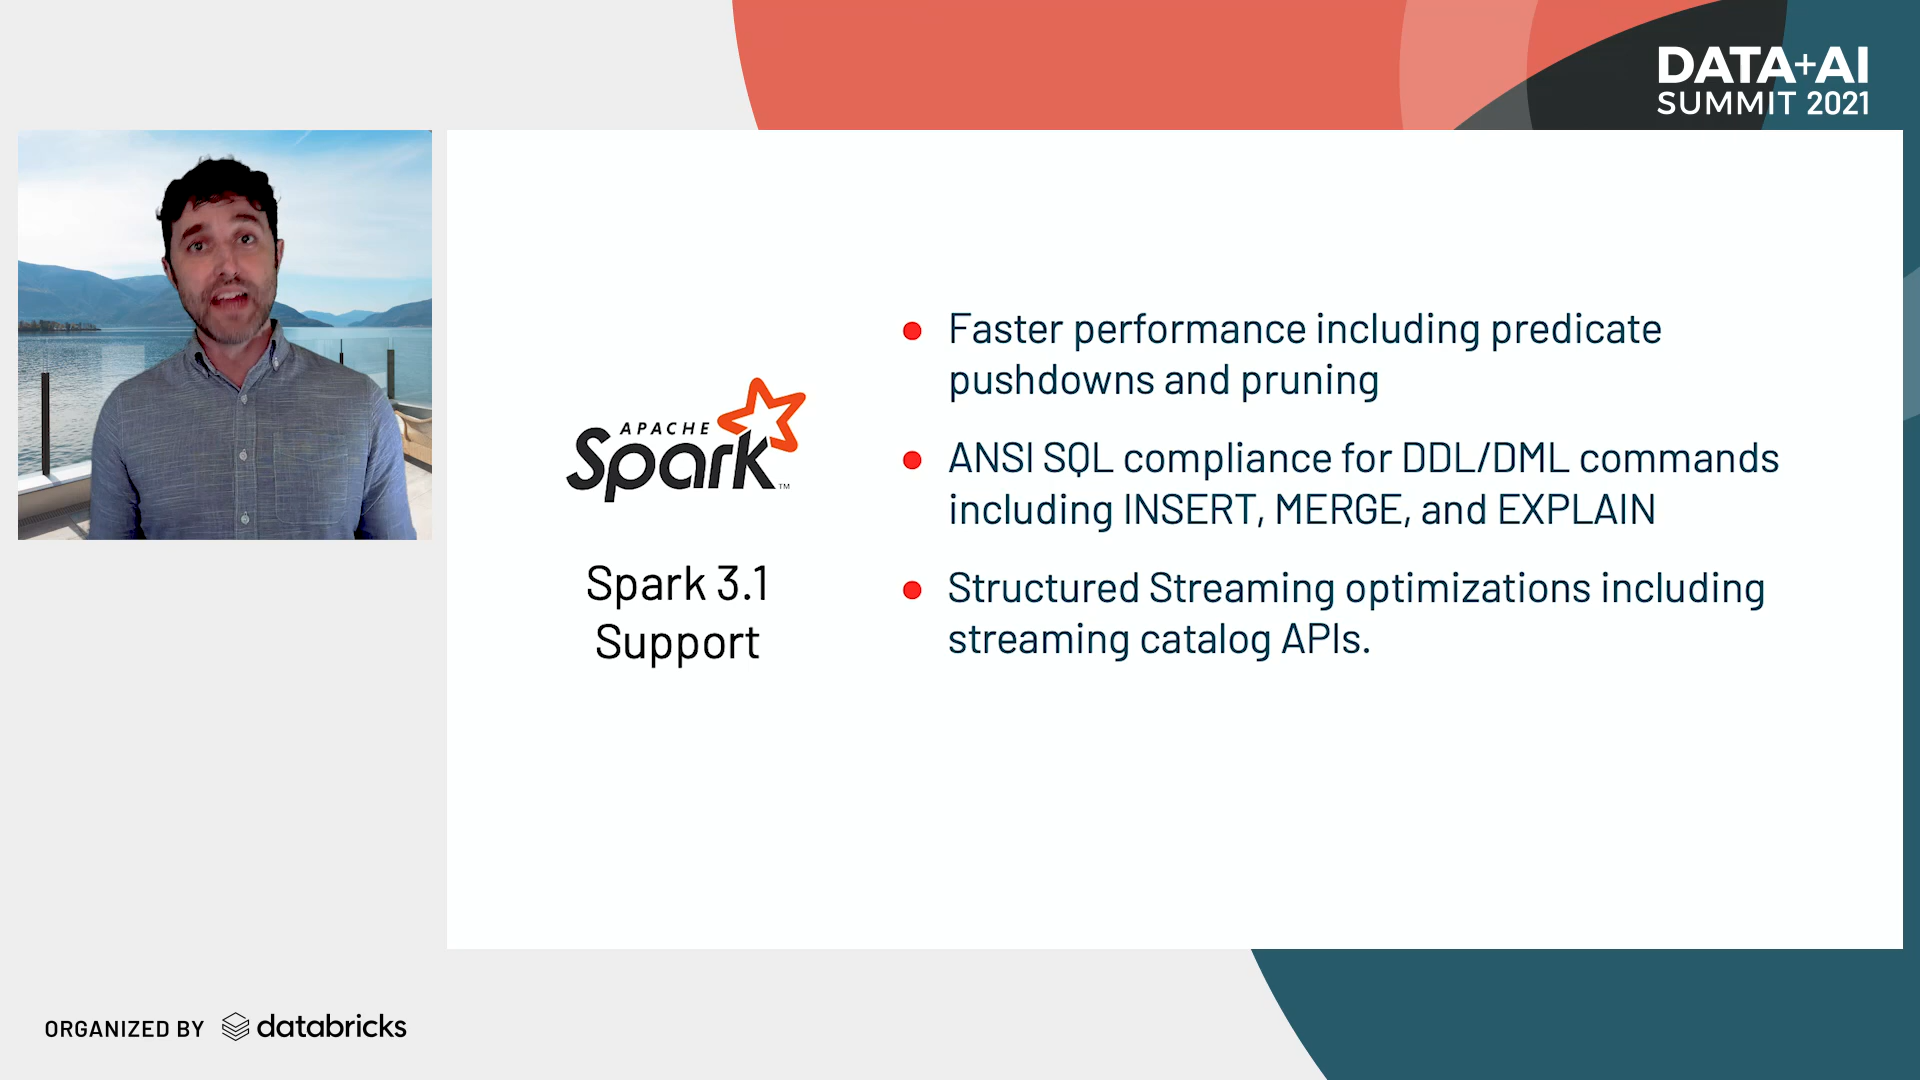 DATA+AI
SUMMIT 2021
APACHE
Spark™
Spark 3.1
Support
● Faster performance including predicate
pushdowns and pruning
● ANSI SQL compliance for DDL/DML commands
including INSERT, MERGE, and EXPLAIN
● Structured Streaming optimizations including
streaming catalog APIs.
ORGANIZED BY databricks